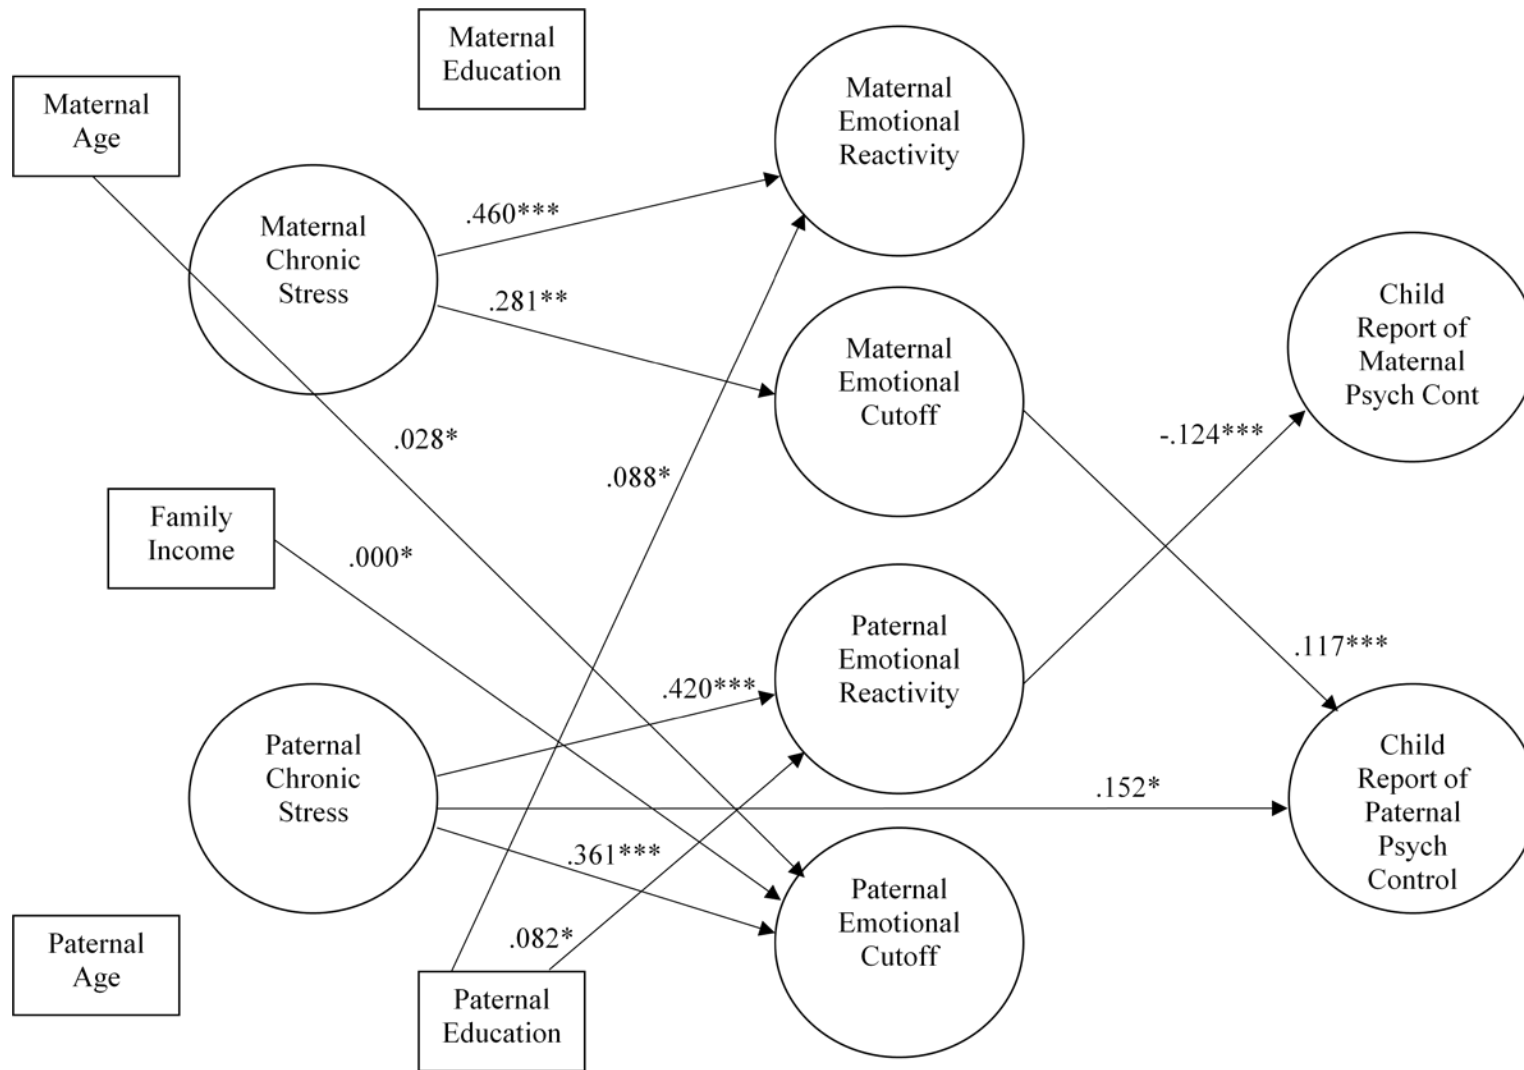 Maternal
Education
Maternal
Age
Maternal
Emotional
Reactivity
Maternal
Chronic
Stress
.460***
.281**
Maternal
Emotional
Cutoff
Child
Report of
Maternal
Psych Cont
.028*
.088*
-.124***
Family
Income
.000*
Paternal
Emotional
Reactivity
.420***
.117***
Paternal
Chronic
Stress
.152*
Child
Report of
Paternal
Psych
Control
.361***
Paternal
Emotional
Cutoff
.082*
Paternal
Age
Paternal
Education